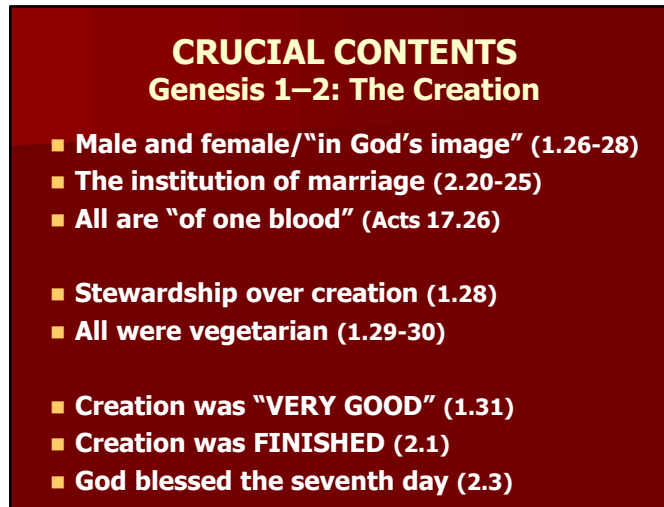 CRUCIAL CONTENTS
Genesis 1–2: The Creation
■ Male and female/“in God’s image” (1.26-28)
■ The institution of marriage (2.20-25)
■ All are “of one blood” (Acts 17.26)
■ Stewardship over creation (1.28)
■ All were vegetarian (1.29-30)
■ Creation was “VERY GOOD” (1.31)
■ Creation was FINISHED (2.1)
■ God blessed the seventh day (2.3)